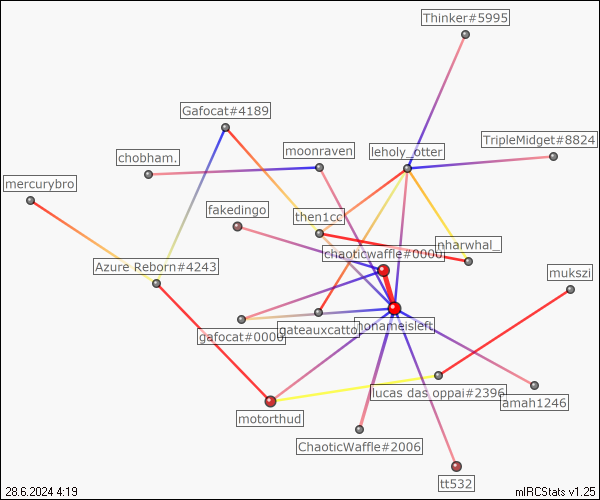 Thinker#5995
Gafocat#4189
TripleMidget#8824
moonraven
leholy_otter
chobham.
mercurybro
fakedingo
then1cc
nharwhal_
chaoticwaffle#0000
Azure Reborn#4243
mukszi
nonameisleft
gateauxcatto
gafocat#0000
lucas das oppai#2396
amah1246
motorthud
ChaoticWaffle#2006
tt532
28.6.2024 4:19
mIRCStats v1.25